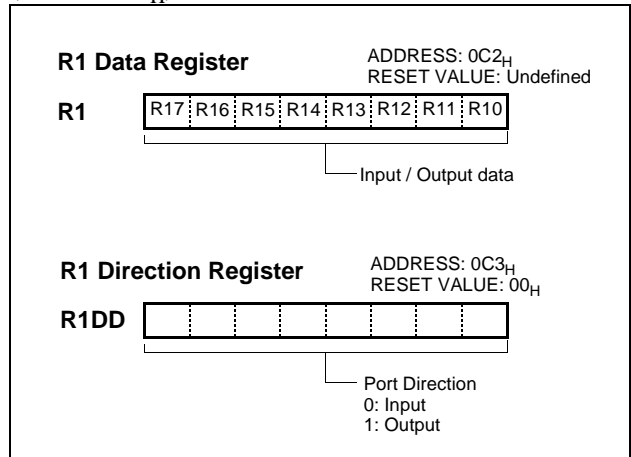 R1 Data Register
ADDRESS: 0C2H
RESET VALUE: Undefined
R1
R17 R16 R15 R14 R13 R12 R11 R10
Input / Output data
R1 Direction Register
ADDRESS: 0C3H
RESET VALUE: 00H
R1DD
Port Direction
0: Input
1: Output